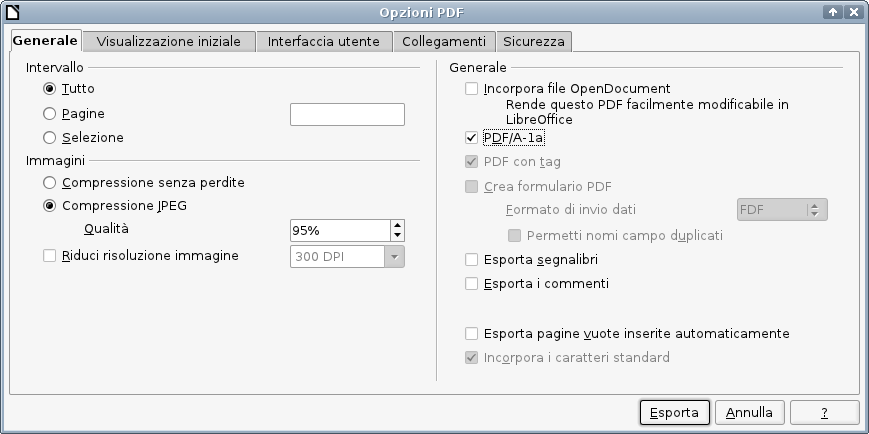 Opzioni PDF
Generale
Visualizzazione iniziale
Interfaccia utente
Collegamenti
Sicurezza
Intervallo
Tutto
Pagine
Selezione
Immagini
Compressione senza perdite
Compressione JPEG
Qualità
95%
Riduci risoluzione immagine
300 DPI
Generale
Incorpora file OpenDocument
Rende questo PDF facilmente modificabile in
LibreOffice
PDF/A-1a
PDF con tag
Crea formulario PDF
Formato di invio dati
FDF
Permetti nomi campo duplicati
Esporta segnalibri
Esporta i commenti
Esporta pagine vuote inserite automaticamente
Incorpora i caratteri standard
Esporta
Annulla
?